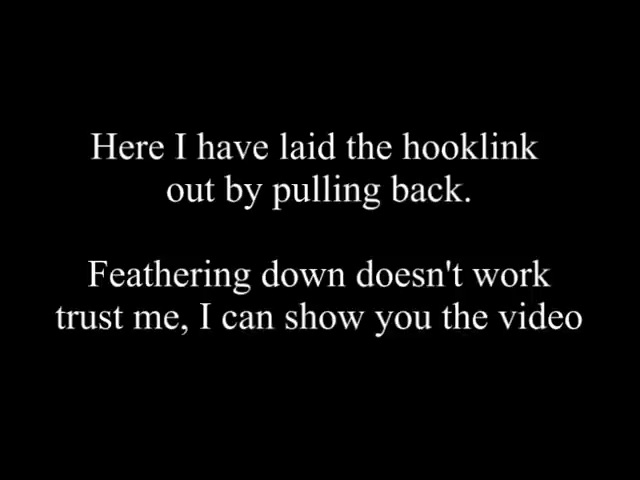 Here I have laid the hooklink
out by pulling back.
Feathering down doesn't work
trust me, I can show you the video